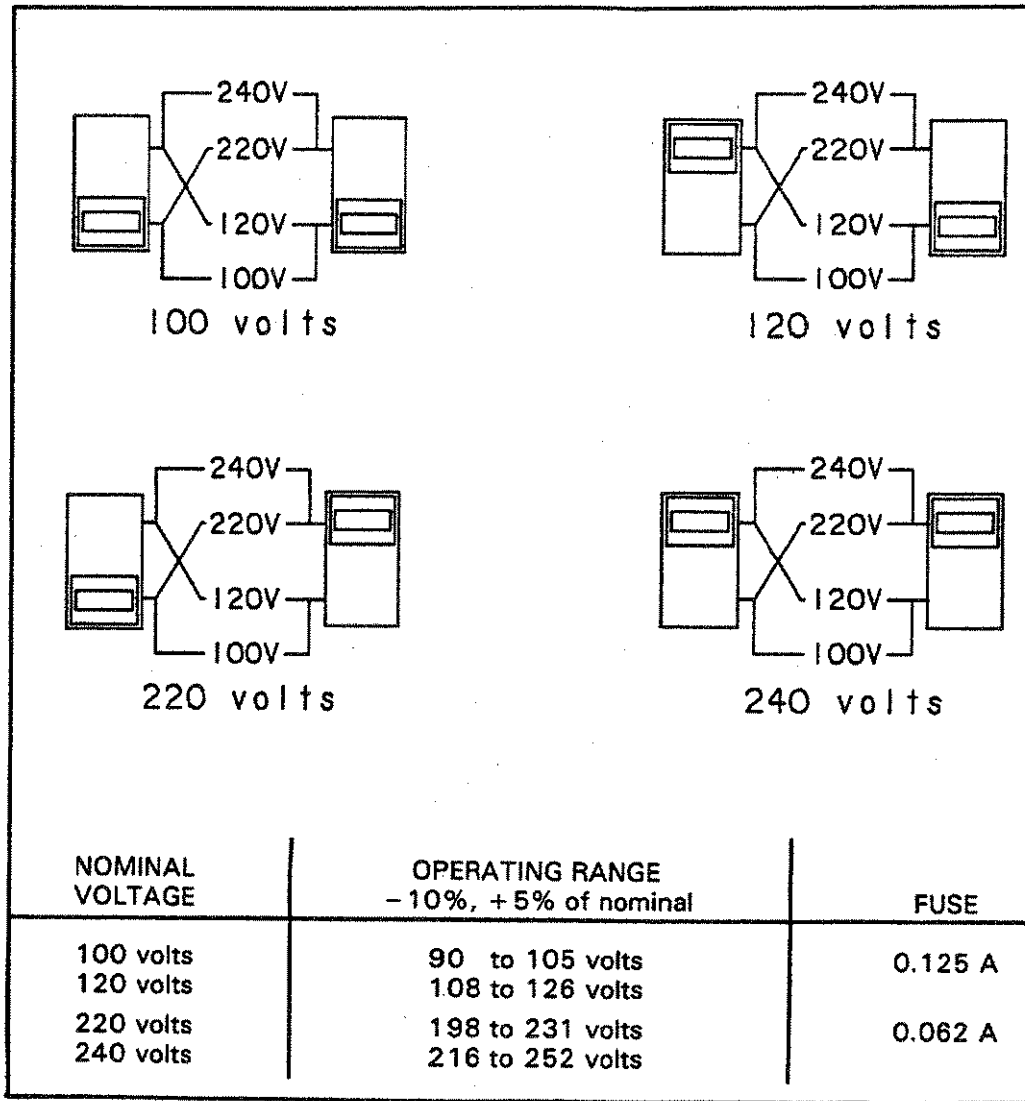 240V 240V
220V 220V
120V 120V
100V 100V
100 volts 120 volts
240V 240V
220V 220V
120V 120V
100V 100V
220 volts 240 volts
NOMINAL VOLTAGE OPERATING RANGE -10%, +5% of nominal FUSE
100 volts 90 to 105 volts 0.125 A
120 volts 108 to 126 volts
220 volts 198 to 231 volts 0.062 A
240 volts 216 to 252 volts